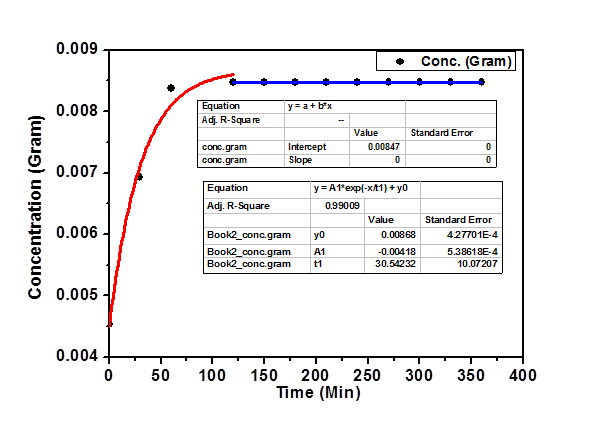 0.009
0.008
0.007
0.006
0.005
0.004
Concentration (Gram)
Conc. (Gram)
Equation y = a + b*x
Adj. R-Square --
Value Standard Error
conc.gram Intercept 0.00847 0
conc.gram Slope 0 0
Equation y = A1*exp(-x/t1) + y0
Adj. R-Square 0.99009
Value Standard Error
Book2_conc.gram y0 0.00868 4.27701E-4
Book2_conc.gram A1 -0.00418 5.38618E-4
Book2_conc.gram t1 30.54232 10.07207
0 50 100 150 200 250 300 350 400
Time (Min)